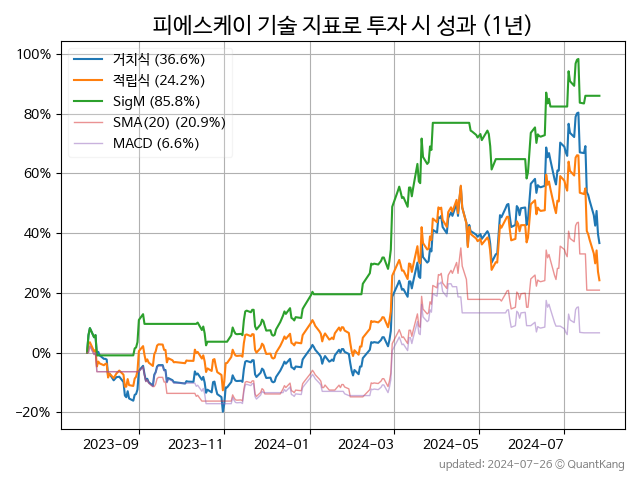 피에스케이 기술 지표로 투자 시 성과 (1년)
100%
80%
60%
40%
20%
0%
−20%
거치식 (36.6%)
적립식 (24.2%)
SigM (85.8%)
SMA(20) (20.9%)
MACD (6.6%)
2023-09
2023-11
2024-01
2024-03
2024-05
2024-07
updated: 2024-07-26 © QuantKang